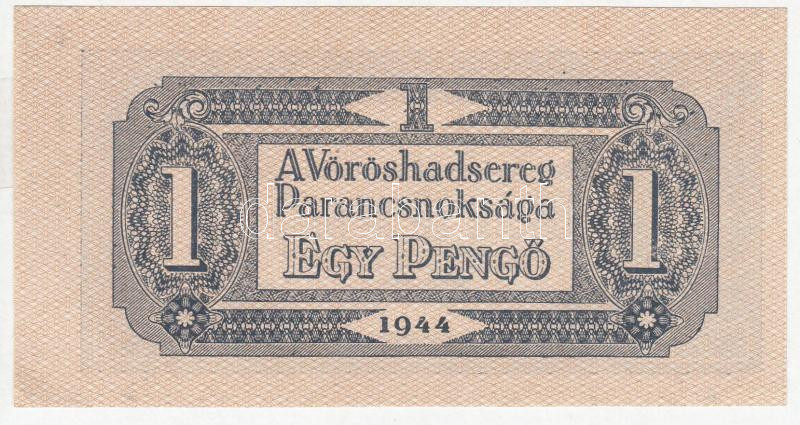 1
A Vöröshadsereg
Parancsnoksága
1 1
EGY PENGŐ
1944